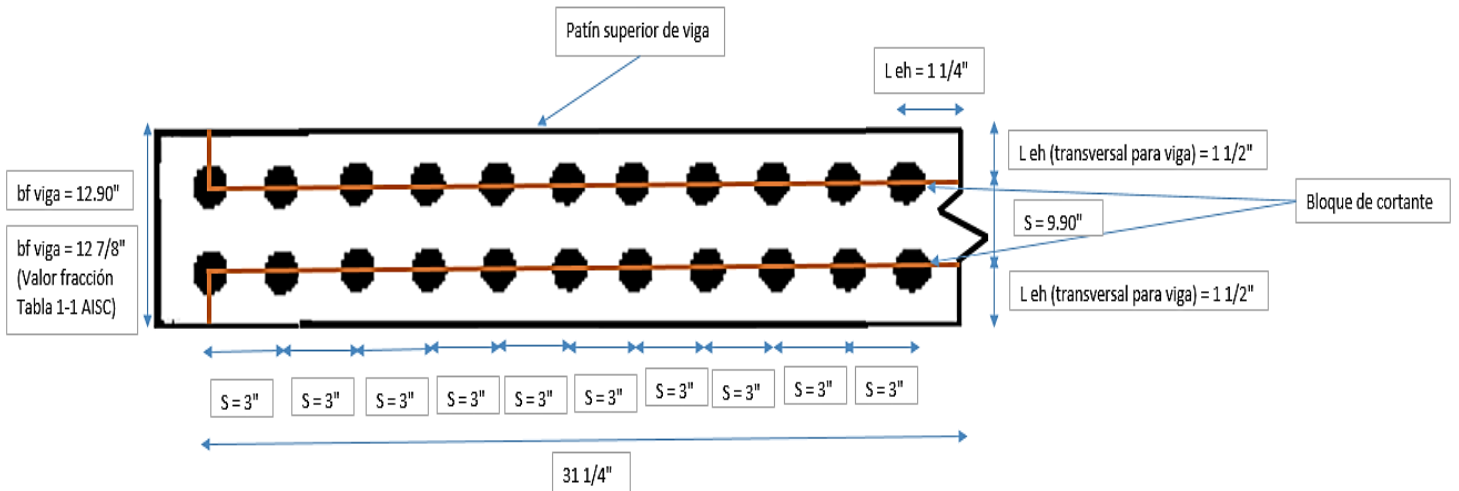 Patín superior de viga
L eh = 1 1/4"
L eh (transversal para viga) = 1 1/2"
bf viga = 12.90"
Bloque de cortante
S = 9.90"
bf viga = 12 7/8"
(Valor fracción
Tabla 1-1 AISC)
L eh (transversal para viga) = 1 1/2"
S = 3"
S = 3"
S = 3"
S = 3"
S = 3"
S = 3"
S = 3"
S = 3"
S = 3"
S = 3"
31 1/4"